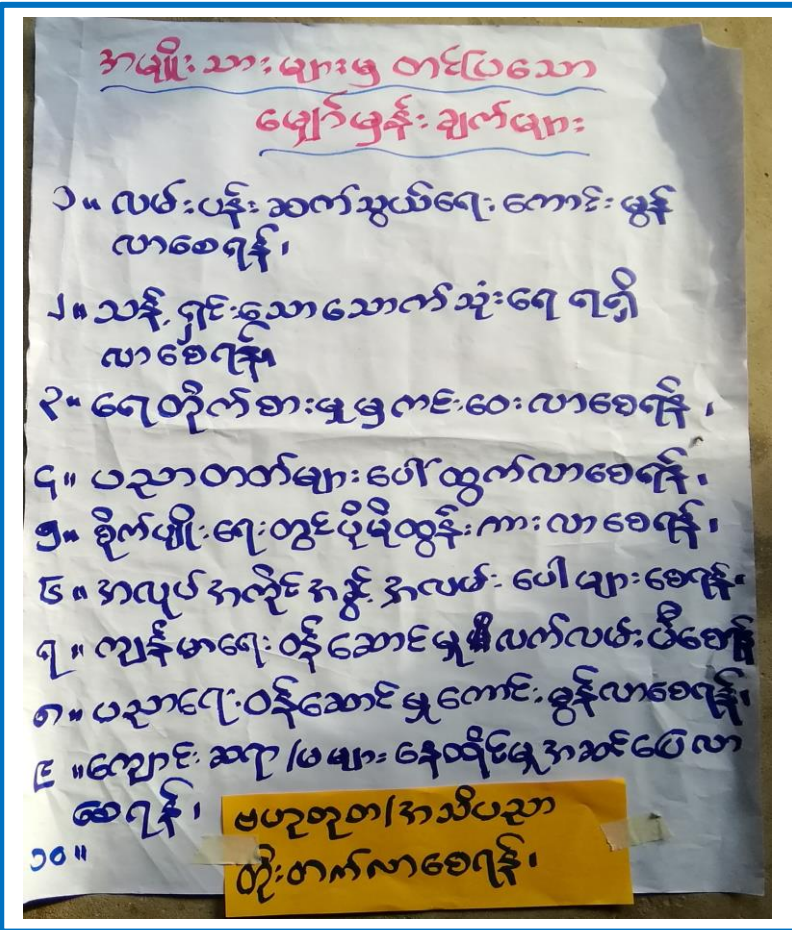 အမျိုးသားများမှ တင်ပြသော
မျှော်မှန်းချက်များ
၁။ လမ်းပန်းဆက်သွယ်ရေး ကောင်းမွန်
လာစေရန်၊
၂။ သန့်ရှင်းသော သောက်သုံးရေ ရရှိ
လာစေရန်၊
၃။ ရေတိုက်စားမှုမှ ကင်းဝေးလာစေရန်၊
၄။ ပညာတတ်များ ပေါ်ထွက်လာစေရန်၊
၅။ စိုက်ပျိုးရေးတွင် ပိုမိုထွန်းကားလာစေရန်၊
၆။ အလုပ်အကိုင် အခွင့်အလမ်း ပေါများစေရန်၊
၇။ ကျန်းမာရေး ဝန်ဆောင်မှု လက်လမ်းမီစေရန်
၈။ ပညာရေးဝန်ဆောင်မှု ကောင်းမွန်လာစေရန်၊
၉။ ကျောင်းဆရာ/မများ နေထိုင်မှု အဆင်ပြေလာ
စေရန်၊
၁၀။ ဗဟုသုတ/အသိပညာ
တိုးတက်လာစေရန်၊